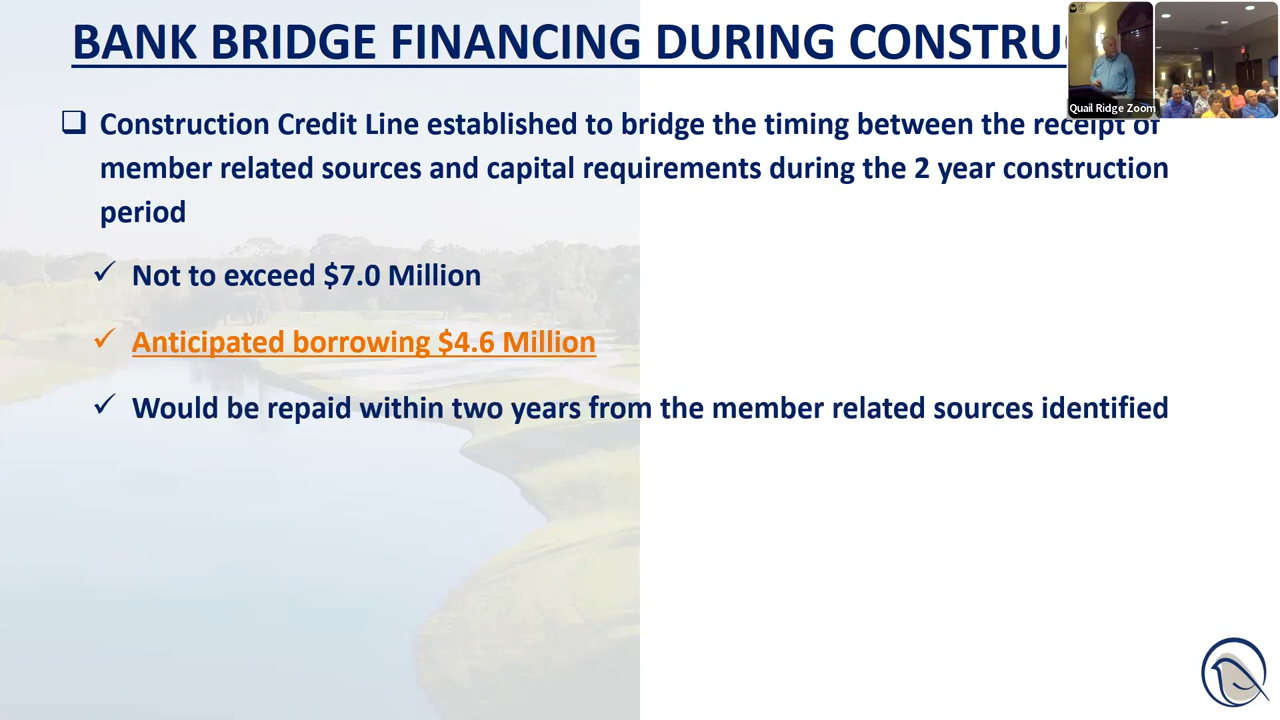 BANK BRIDGE FINANCING DURING
Quail Ridge Zoom
Construction Credit Line established to bridge the timing between the receipt of
member related sources and capital requirements during the 2 year construction
period
Not to exceed $7.0 Million
Anticipated borrowing $4.6 Million
Would be repaid within two years from the member related sources identified